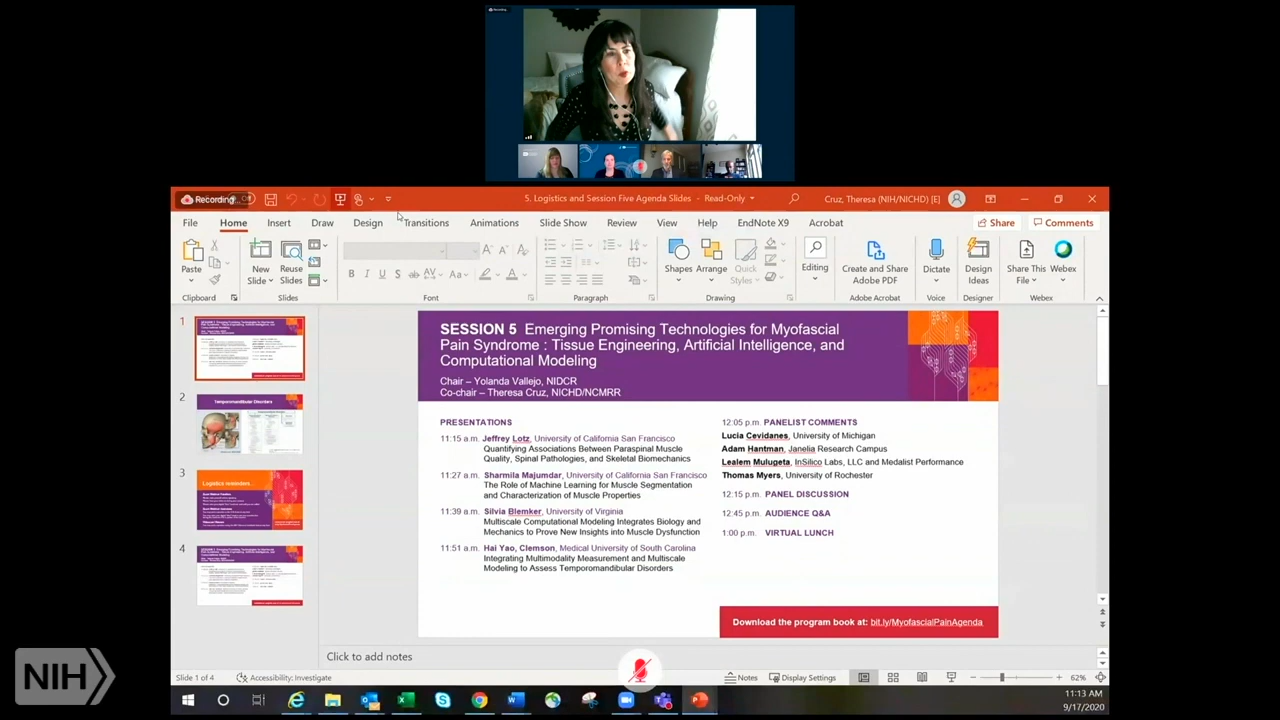 Recording...
5. Logistics and Session Five Agenda Slides - Read-Only
Cruz, Theresa (NIH/NICHD) [E]
File Home Insert Draw Design Transitions Animations Slide Show Review View Help EndNote X9 Acrobat
Share Comments
Paste
New Slide
Reuse Slides
Shapes
Arrange
Quick Styles
Editing
Create and Share Adobe PDF
Dictate
Design Ideas
Share This File
Webex
Clipboard Slides Font Paragraph Drawing Adobe Acrobat Voice Designer Webex
1
2
Temporomandibular Disorders
3
Logistics reminders...
4
SESSION 5 Emerging Promising Technologies for Myofascial
Pain Syndrome : Tissue Engineering, Artificial Intelligence, and
Computational Modeling
Chair – Yolanda Vallejo, NIDCR
Co-chair – Theresa Cruz, NICHD/NCMRR
PRESENTATIONS
11:15 a.m. Jeffrey Lotz, University of California San Francisco
Quantifying Associations Between Paraspinal Muscle
Quality, Spinal Pathologies, and Skeletal Biomechanics
11:27 a.m. Sharmila Majumdar, University of California San Francisco
The Role of Machine Learning for Muscle Segmentation
and Characterization of Muscle Properties
11:39 a.m. Silvia Blemker, University of Virginia
Multiscale Computational Modeling Integrates Biology and
Mechanics to Prove New Insights into Muscle Dysfunction
11:51 a.m. Hai Yao, Clemson, Medical University of South Carolina
Integrating Multimodality Measurement and Multiscale
Modeling to Assess Temporomandibular Disorders
12:05 p.m. PANELIST COMMENTS
Lucia Cevidanes, University of Michigan
Adam Hantman, Janelia Research Campus
Lealem Mulugeta, InSilico Labs, LLC and Medalist Performance
Thomas Myers, University of Rochester
12:15 p.m. PANEL DISCUSSION
12:45 p.m. AUDIENCE Q&A
1:00 p.m. VIRTUAL LUNCH
Download the program book at: bit.ly/MyofascialPainAgenda
Click to add notes
Slide 1 of 4
Accessibility: Investigate
Notes
Display Settings
62%
11:13 AM
9/17/2020
NIH